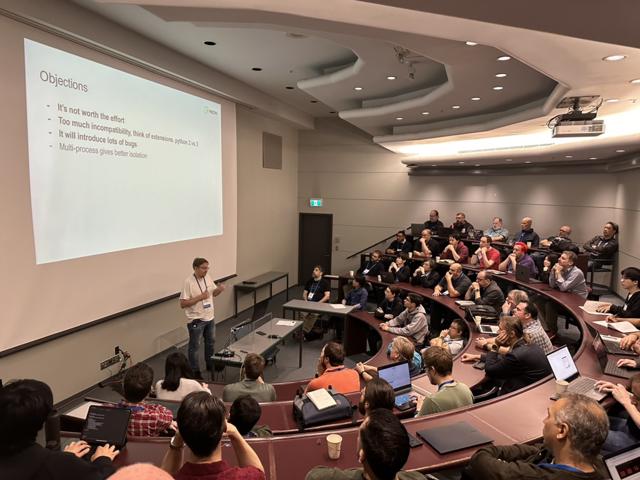 Objections
- It's not worth the effort
- Too much incompatibility, think of extensions, python 2 vs 3
- It will introduce lots of bugs
- Multi-process gives better isolation